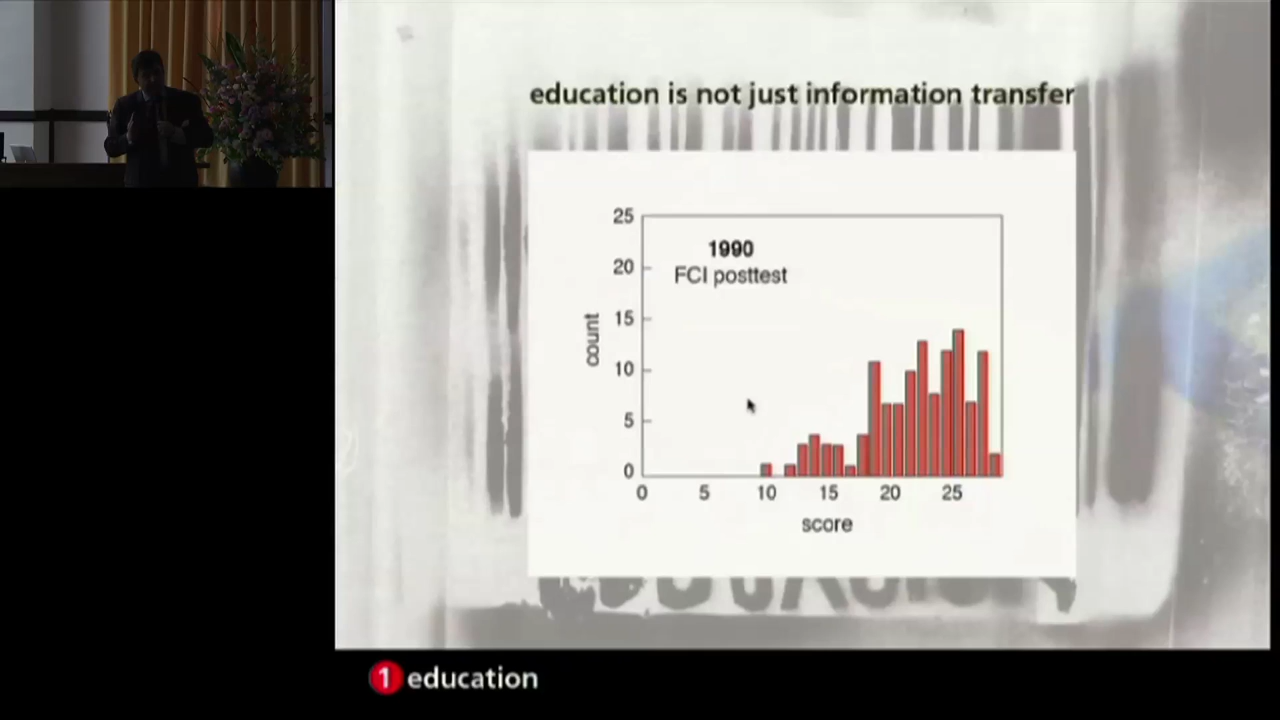 education is not just information transfer
1990
FCI posttest
count
25
20
15
10
5
0
0 5 10 15 20 25
score
1 education